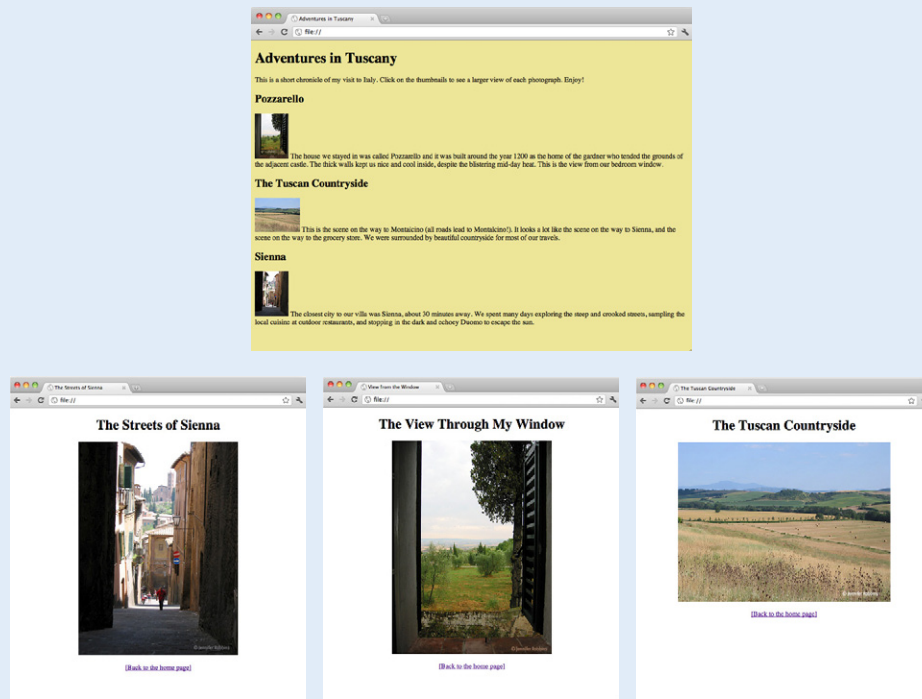 Adventures in Tuscany
file://
Adventures in Tuscany
This is a short chronicle of my visit to Italy. Click on the thumbnails to see a larger view of each photograph. Enjoy!
Pozzarello
The house we stayed in was called Pozzarello and it was built around the year 1200 as the home of the gardner who tended the grounds of
the adjacent castle. The thick walls kept us nice and cool inside, despite the blistering mid-day heat. This is the view from our bedroom window.
The Tuscan Countryside
This is the scene on the way to Montalcino (all roads lead to Montalcino!). It looks a lot like the scene on the way to Sienna, and the
scene on the way to the grocery store. We were surrounded by beautiful countryside for most of our travels.
Sienna
The closest city to our villa was Sienna, about 30 minutes away. We spent many days exploring the steep and crooked streets, sampling the
local cuisine at outdoor restaurants, and stopping in the dark and echoey Duomo to escape the sun.
The Streets of Sienna
file://
The Streets of Sienna
[Back to the home page]
View from the Window
file://
The View Through My Window
[Back to the home page]
The Tuscan Countryside
file://
The Tuscan Countryside
[Back to the home page]